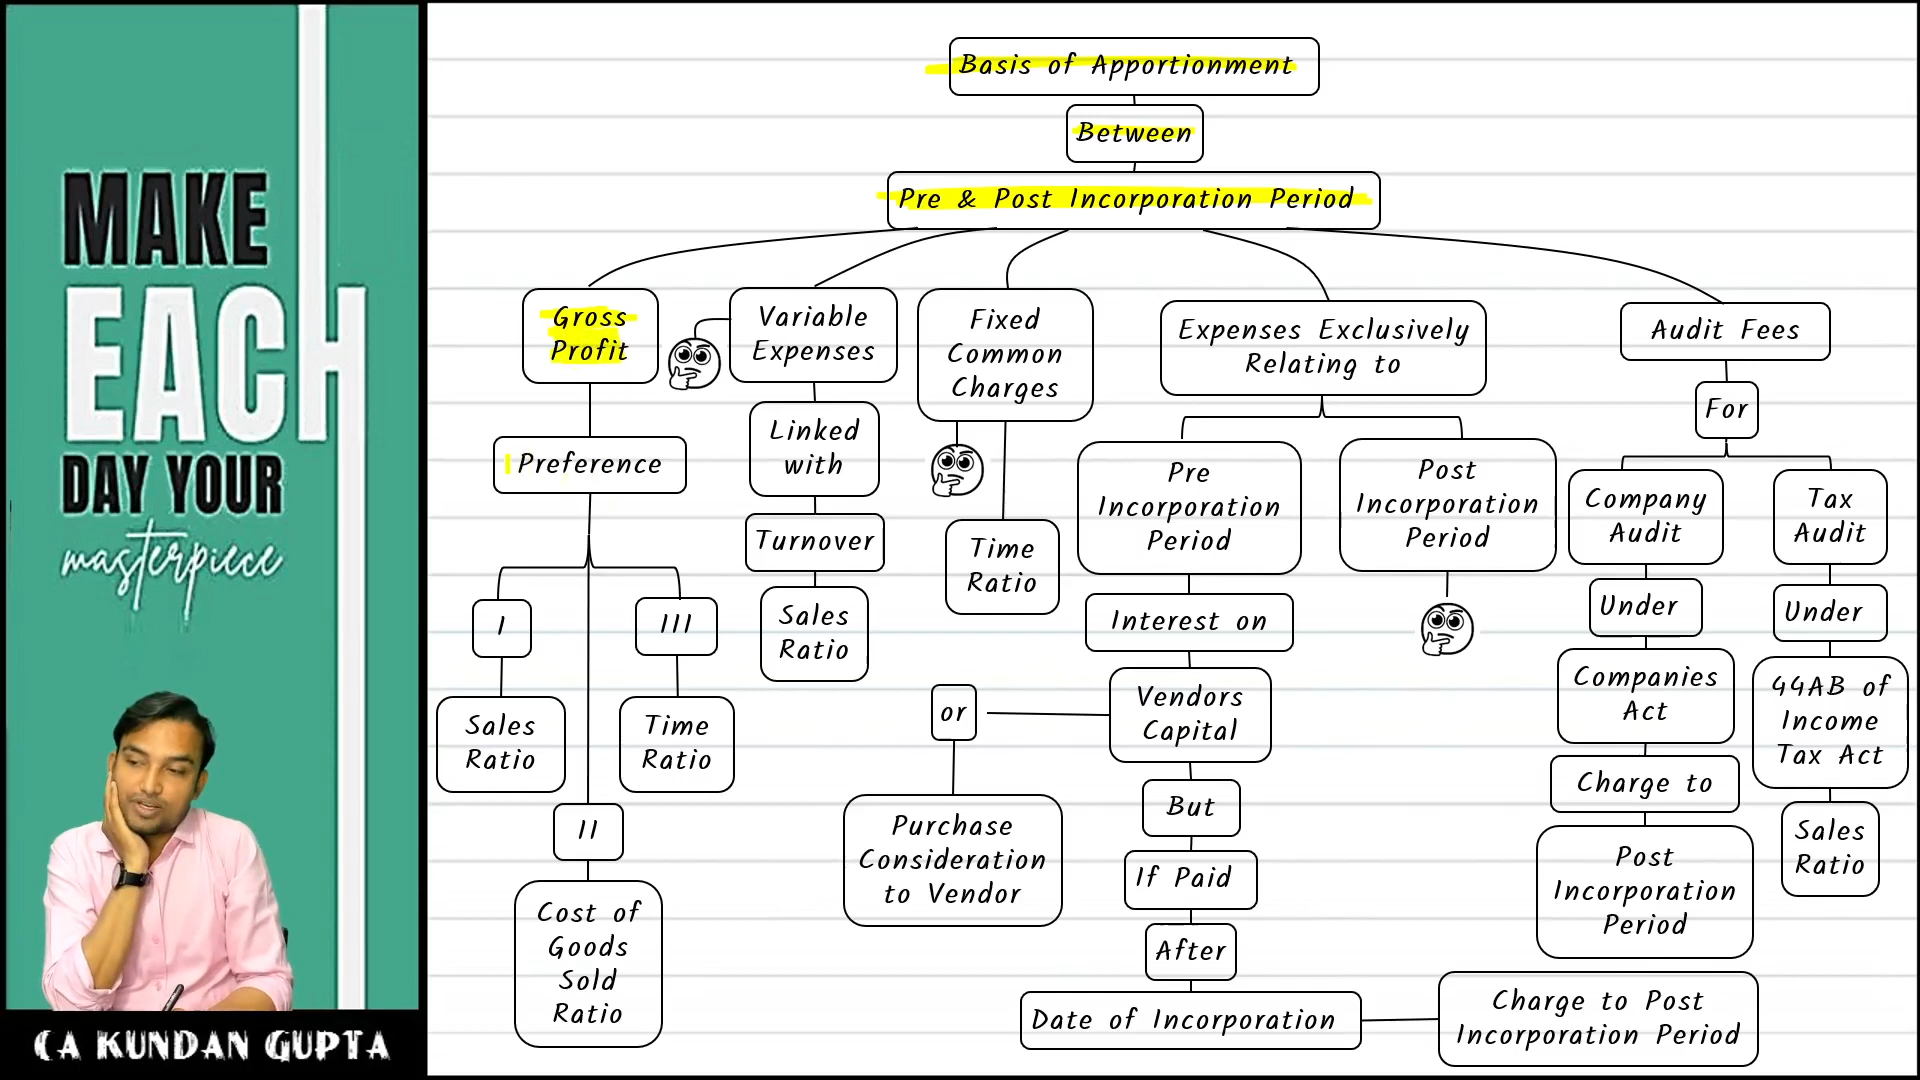 MAKE
EACH
DAY YOUR
masterpiece
CA KUNDAN GUPTA
Basis of Apportionment
Between
Pre & Post Incorporation Period
Gross
Profit
Preference
I
Sales
Ratio
II
Cost of
Goods
Sold
Ratio
III
Time
Ratio
Variable
Expenses
Linked
with
Turnover
Sales
Ratio
Fixed
Common
Charges
Time
Ratio
Expenses Exclusively
Relating to
Pre
Incorporation
Period
Interest on
Vendors
Capital
or
Purchase
Consideration
to Vendor
But
If Paid
After
Date of Incorporation
Charge to Post
Incorporation Period
Post
Incorporation
Period
Audit Fees
For
Company
Audit
Under
Companies
Act
Charge to
Post
Incorporation
Period
Tax
Audit
Under
44AB of
Income
Tax Act
Sales
Ratio